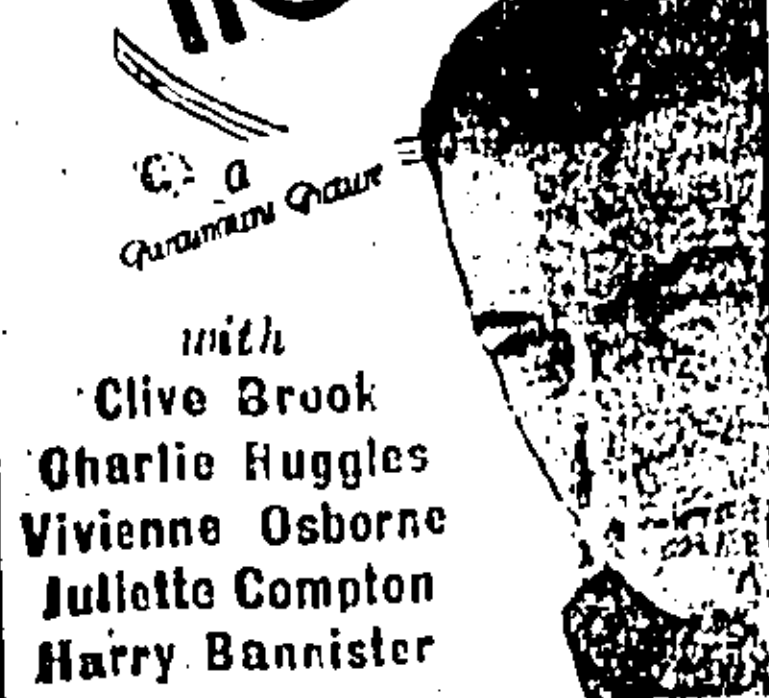 a
Paramount Picture
with
Clive Brook
Charlie Ruggles
Vivienne Osborne
Juliette Compton
Harry Bannister